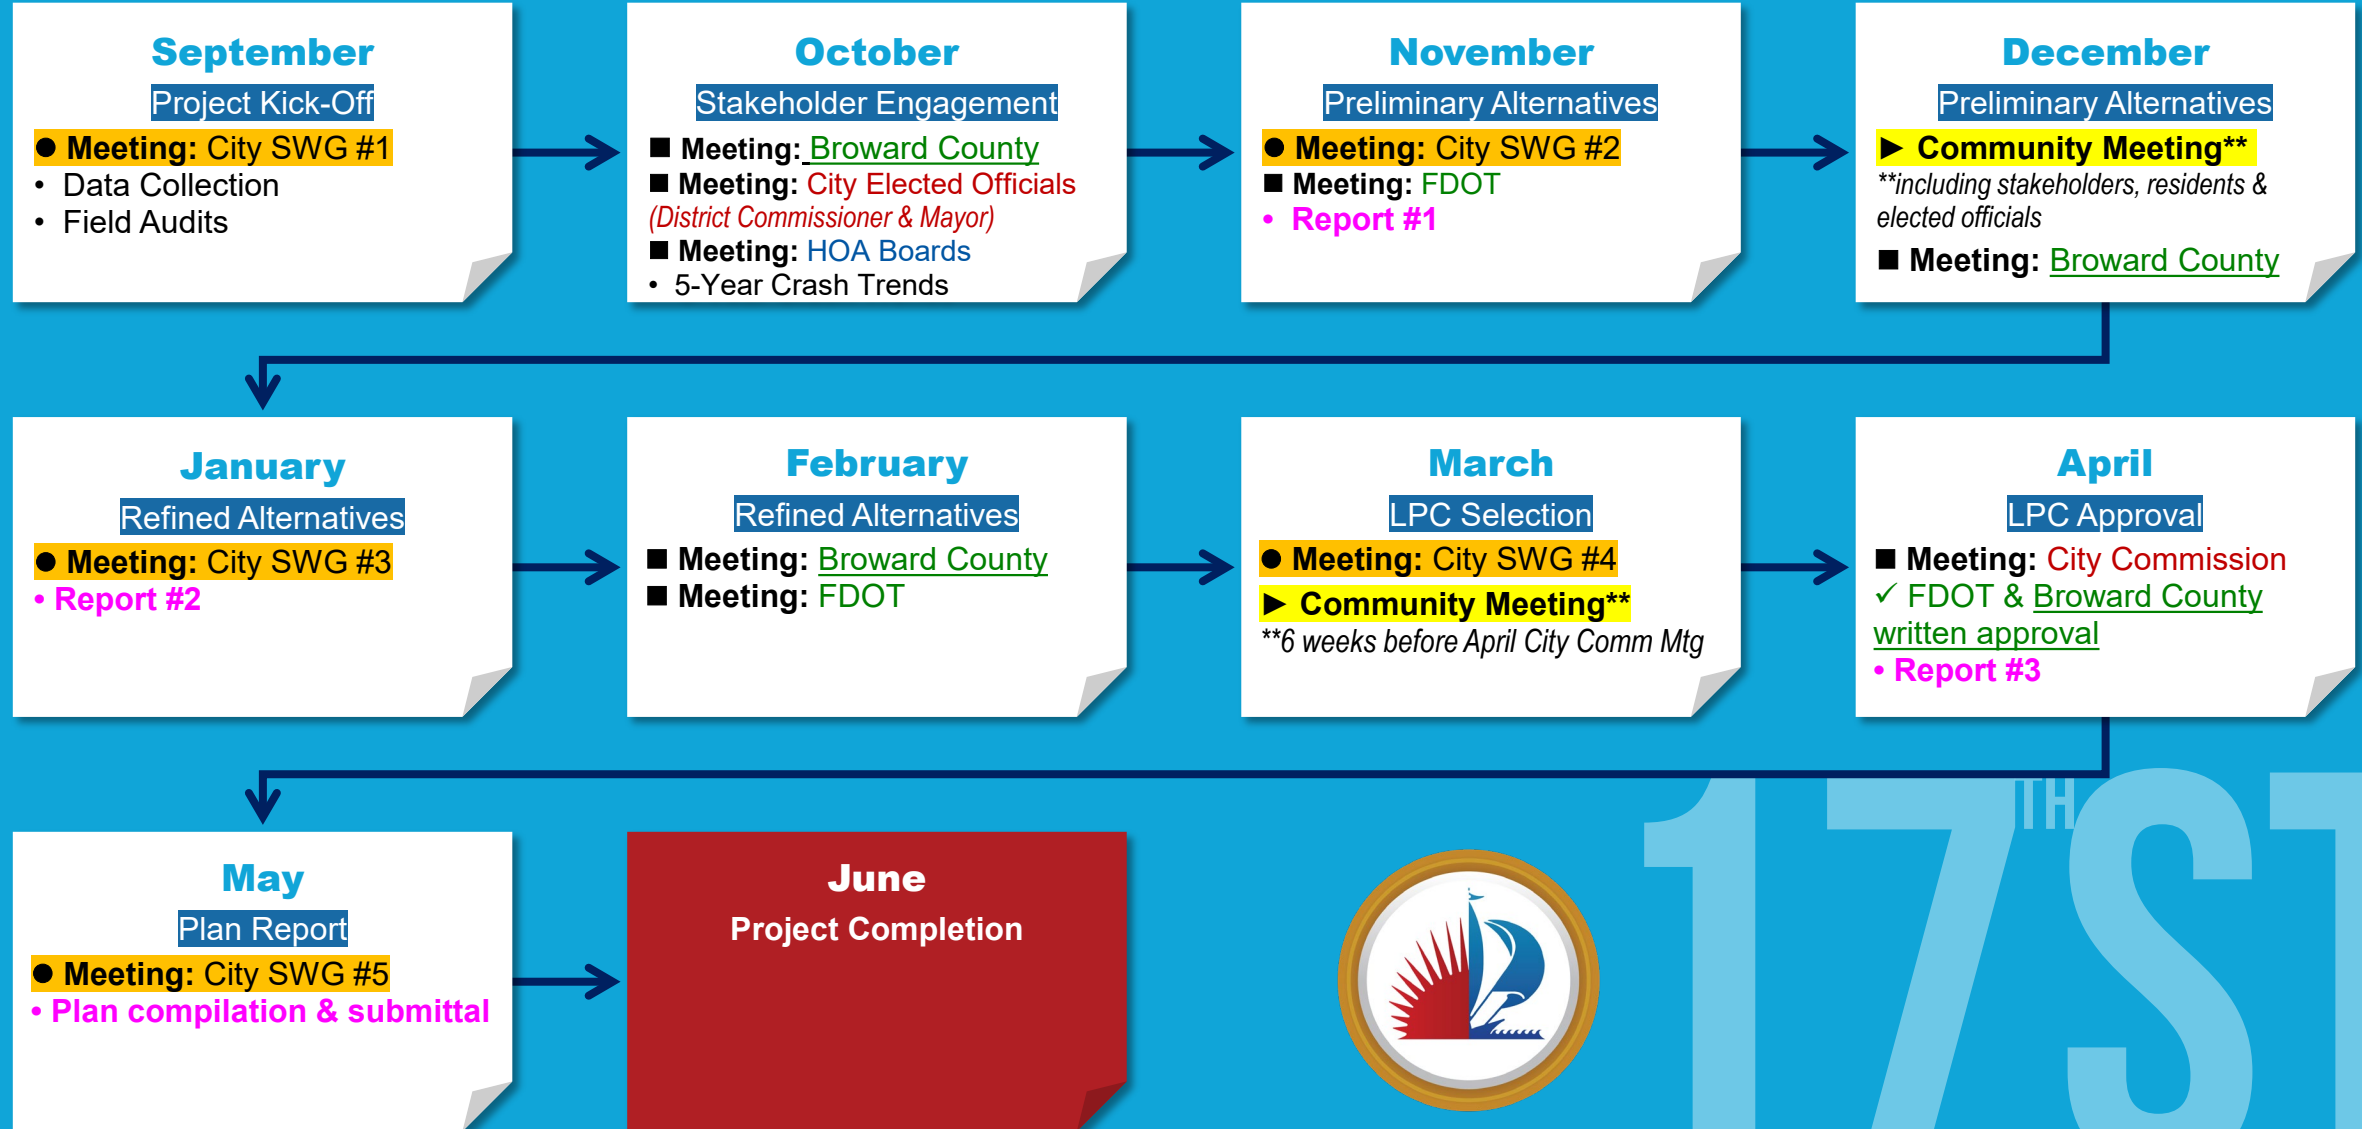 September
Project Kick-Off
● Meeting: City SWG #1
• Data Collection
• Field Audits
October
Stakeholder Engagement
■ Meeting: Broward County
■ Meeting: City Elected Officials
(District Commissioner & Mayor)
■ Meeting: HOA Boards
• 5-Year Crash Trends
November
Preliminary Alternatives
● Meeting: City SWG #2
■ Meeting: FDOT
• Report #1
December
Preliminary Alternatives
► Community Meeting**
**including stakeholders, residents &
elected officials
■ Meeting: Broward County
January
Refined Alternatives
● Meeting: City SWG #3
• Report #2
February
Refined Alternatives
■ Meeting: Broward County
■ Meeting: FDOT
March
LPC Selection
● Meeting: City SWG #4
► Community Meeting**
**6 weeks before April City Comm Mtg
April
LPC Approval
■ Meeting: City Commission
✓ FDOT & Broward County
written approval
• Report #3
May
Plan Report
● Meeting: City SWG #5
• Plan compilation & submittal
June
Project Completion
17TH ST